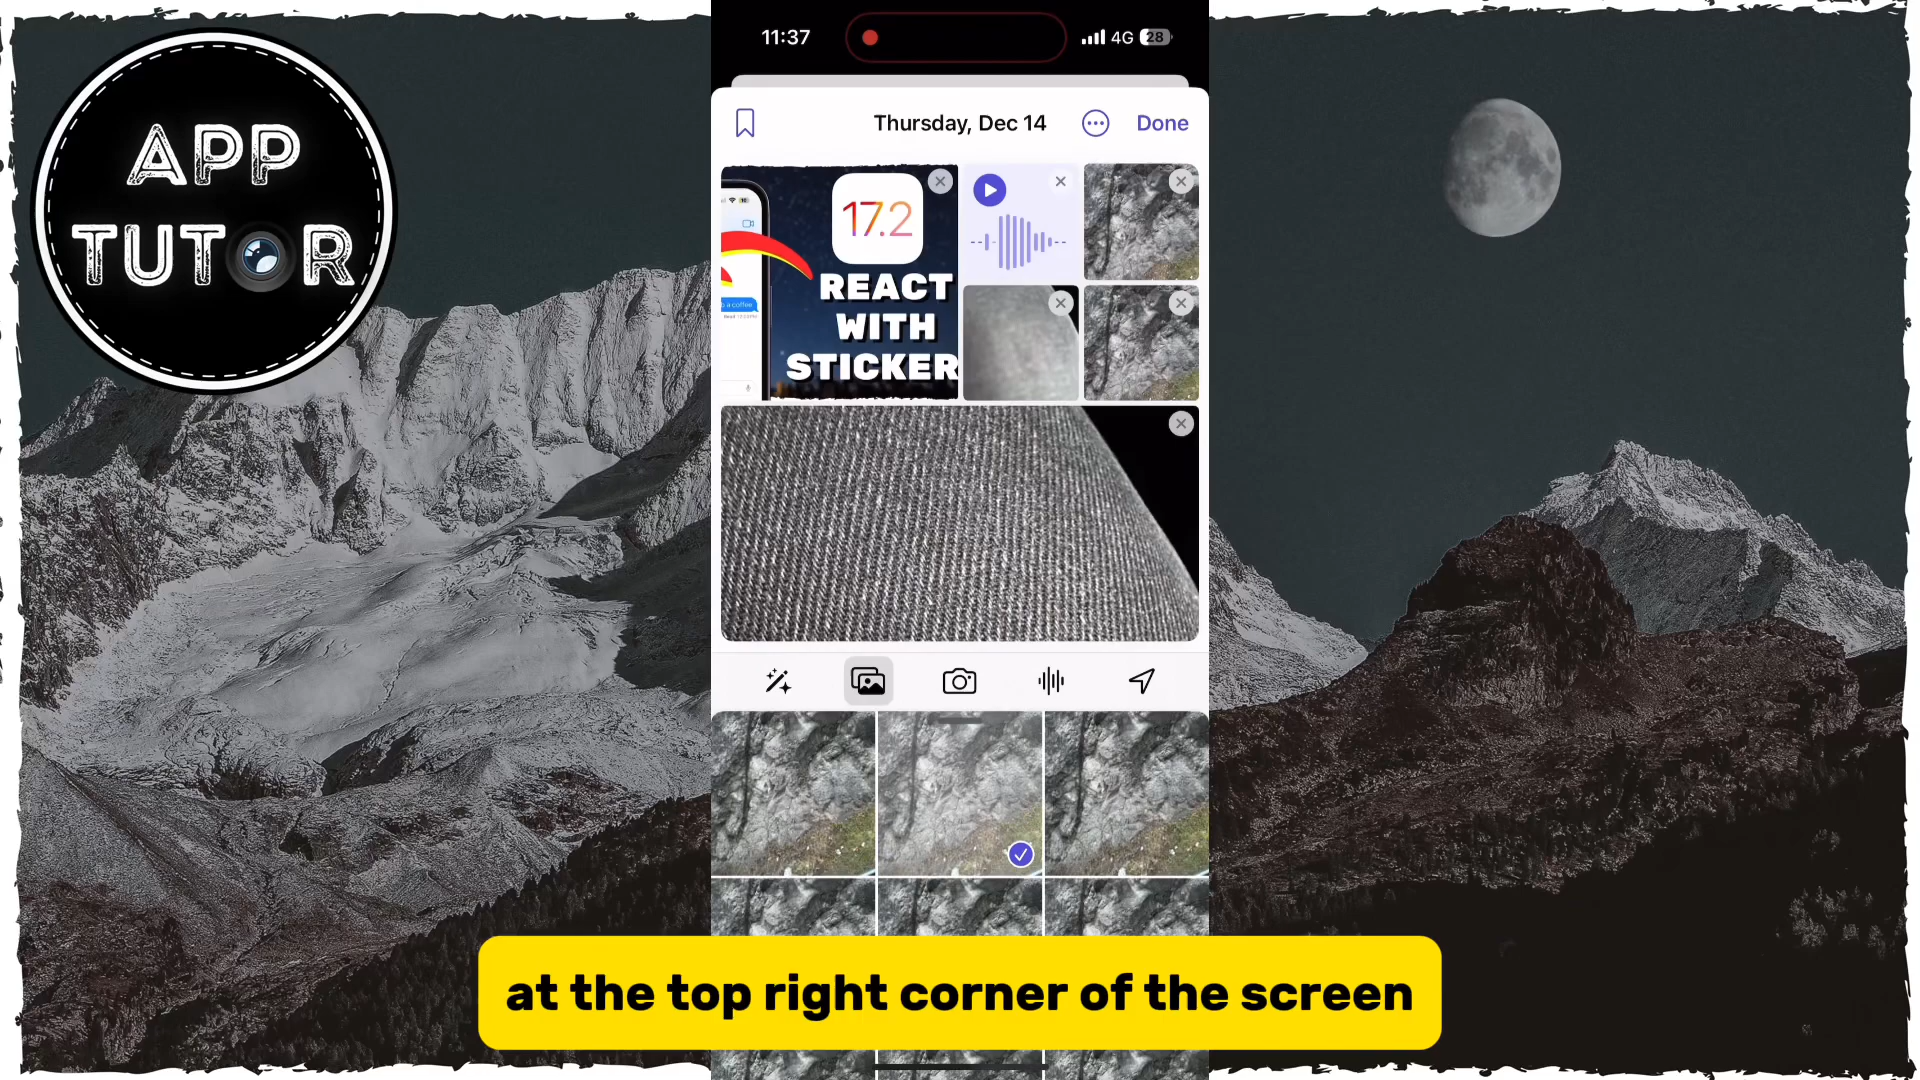 APP
TUTOR
11:37
4G 28
Thursday, Dec 14
Done
17.2
REACT
WITH
STICKER
a coffee
at the top right corner of the screen